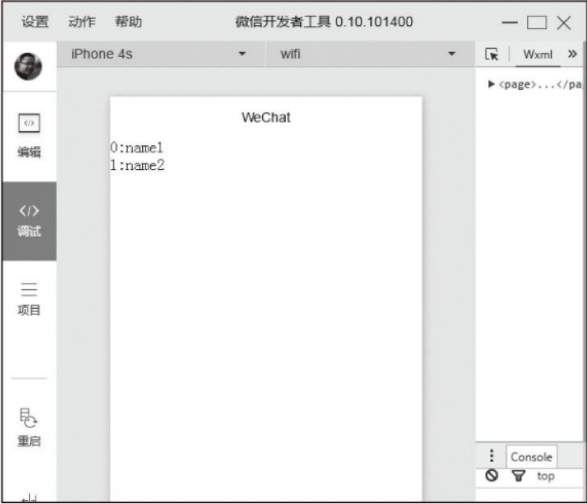 设置 动作 帮助 微信开发者工具 0.10.101400
iPhone 4s wifi Wxml »
<page>...</pa
WeChat
</>
编辑
0:name1
1:name2
</>
调试
项目
重启
Console
top